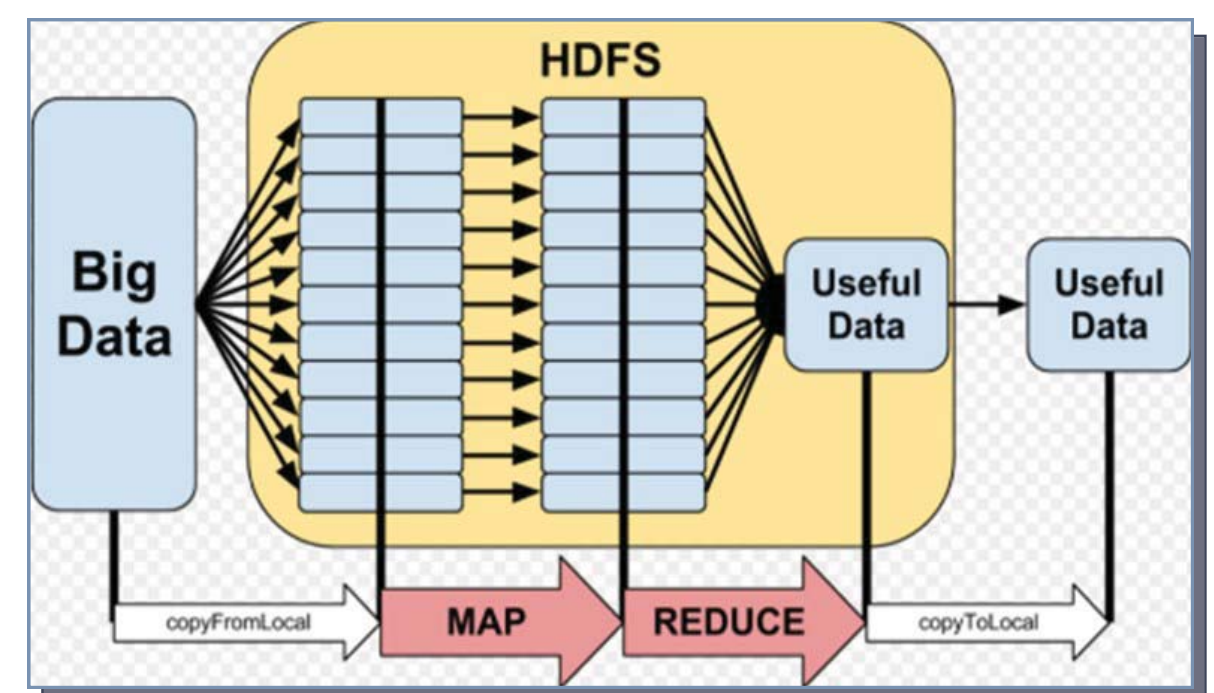 HDFS
Big
Data
Useful
Data
Useful
Data
copyFromLocal
MAP
REDUCE
copyToLocal